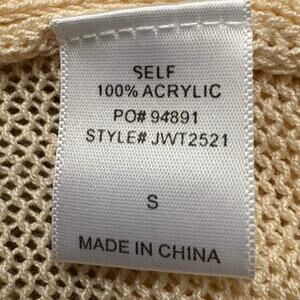 SELF
100% ACRYLIC
PO# 94891
STYLE# JWT2521
S
MADE IN CHINA